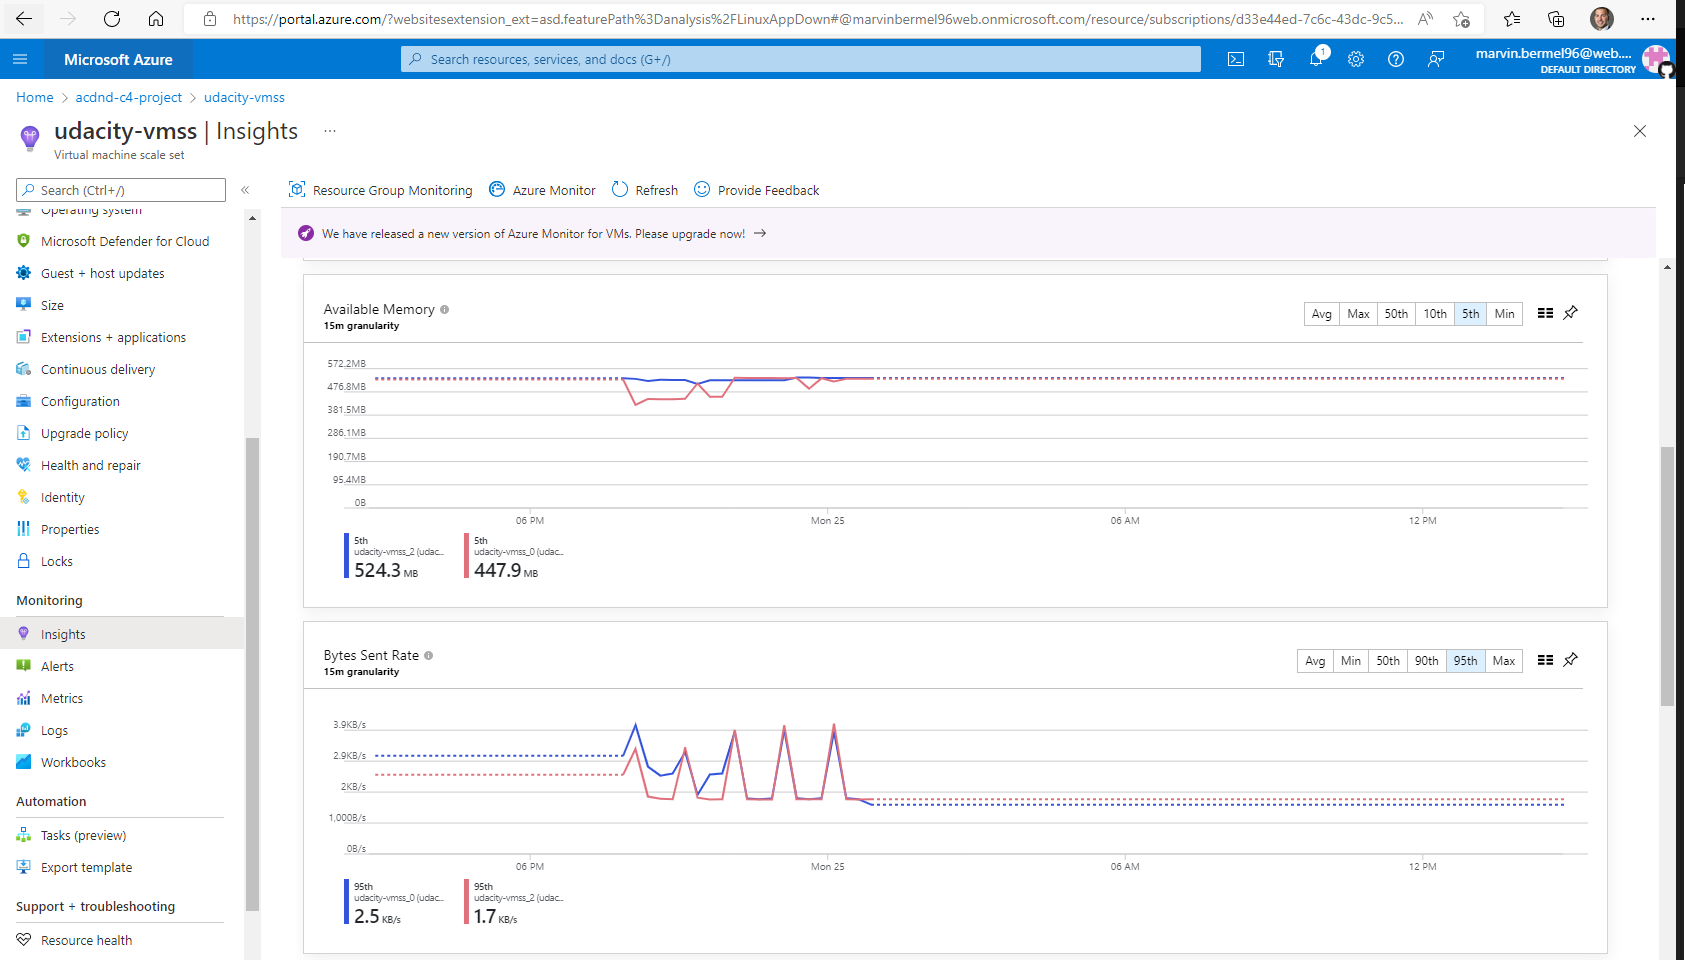 https://portal.azure.com/?websitesextension_ext=asd.featurePath%3Danalysis%2FLinuxAppDown#@marvinbermel96web.onmicrosoft.com/resource/subscriptions/d33e44ed-7c6c-43dc-9c5...
Microsoft Azure
Search resources, services, and docs (G+/)
1
marvin.bermel96@web....
DEFAULT DIRECTORY
Home > acdnd-c4-project > udacity-vmss
udacity-vmss | Insights ...
Virtual machine scale set
Search (Ctrl+/)
«
Operating system
Microsoft Defender for Cloud
Guest + host updates
Size
Extensions + applications
Continuous delivery
Configuration
Upgrade policy
Health and repair
Identity
Properties
Locks
Monitoring
Insights
Alerts
Metrics
Logs
Workbooks
Automation
Tasks (preview)
Export template
Support + troubleshooting
Resource health
Resource Group Monitoring Azure Monitor Refresh Provide Feedback
We have released a new version of Azure Monitor for VMs. Please upgrade now! →
Available Memory
15m granularity
Avg Max 50th 10th 5th Min
572.2MB
476.8MB
381.5MB
286.1MB
190.7MB
95.4MB
0B
06 PM Mon 25 06 AM 12 PM
5th
udacity-vmss_2 (udac...
524.3 MB
5th
udacity-vmss_0 (udac...
447.9 MB
Bytes Sent Rate
15m granularity
Avg Min 50th 90th 95th Max
3.9KB/s
2.9KB/s
2KB/s
1,000B/s
0B/s
06 PM Mon 25 06 AM 12 PM
95th
udacity-vmss_0 (udac...
2.5 KB/s
95th
udacity-vmss_2 (udac...
1.7 KB/s